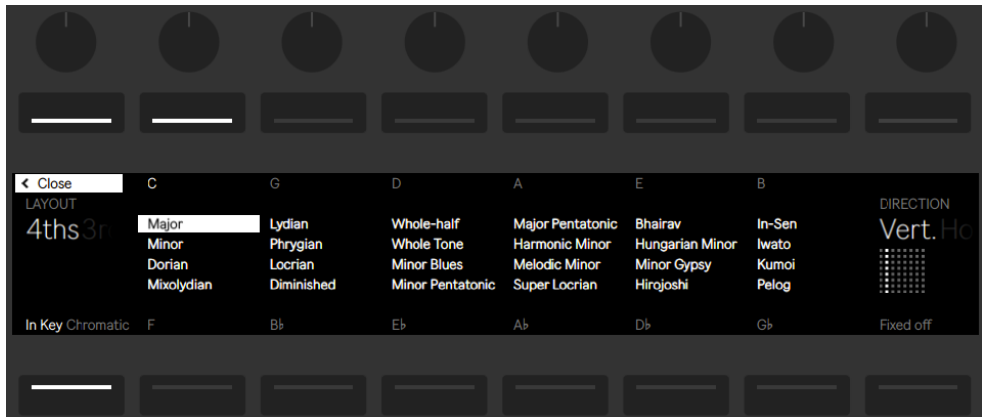 Close C G D A E B
LAYOUT DIRECTION
4ths 3r Vert. Ho
Major Lydian Whole-half Major Pentatonic Bhairav In-Sen
Minor Phrygian Whole Tone Harmonic Minor Hungarian Minor Iwato
Dorian Locrian Minor Blues Melodic Minor Minor Gypsy Kumoi
Mixolydian Diminished Minor Pentatonic Super Locrian Hirojoshi Pelog
In Key Chromatic F B♭ E♭ A♭ D♭ G♭ Fixed off